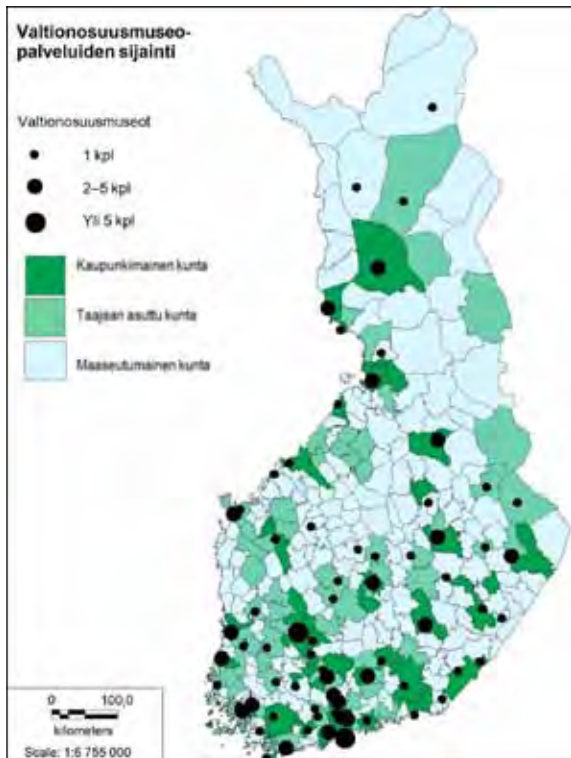 Valtionosuusmuseo-
palveluiden sijainti
Valtionosuusmuseot
1 kpl
2–5 kpl
Yli 5 kpl
Kaupunkimainen kunta
Taajaan asuttu kunta
Maaseutumainen kunta
0 100,0
kilometers
Scale: 1:6 755 000